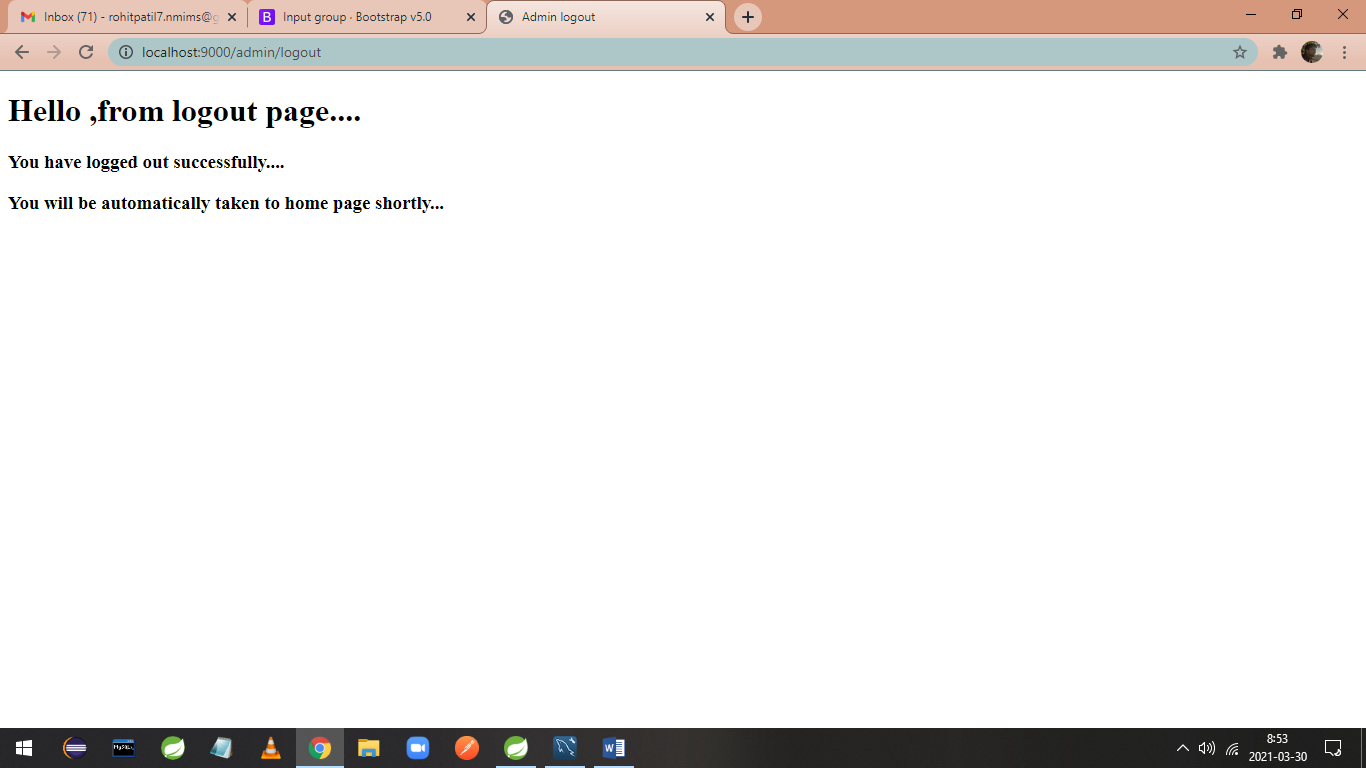 Inbox (71) - rohitpatil7.nmims@g
Input group · Bootstrap v5.0
Admin logout
localhost:9000/admin/logout
Hello ,from logout page....
You have logged out successfully....
You will be automatically taken to home page shortly...
8:53
2021-03-30